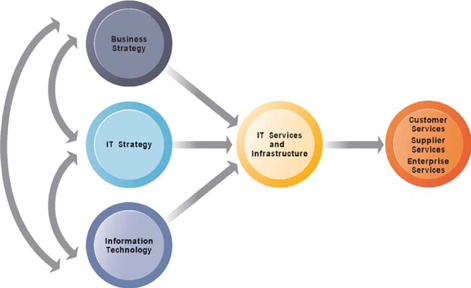 Business
Strategy
IT Strategy
Information
Technology
IT Services
and
Infrastructure
Customer
Services
Supplier
Services
Enterprise
Services